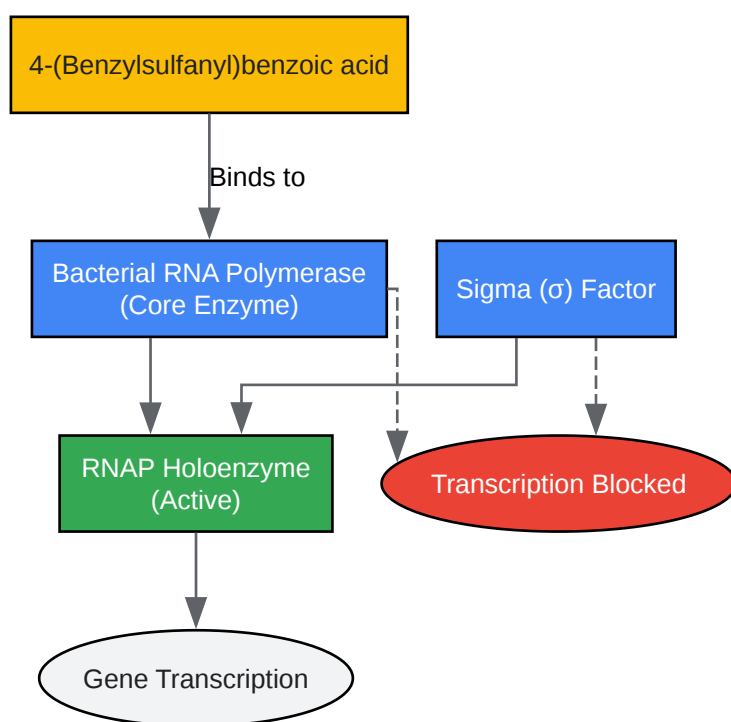 4-(Benzylsulfanyl)benzoic acid
Binds to
Bacterial RNA Polymerase
(Core Enzyme)
Sigma (σ) Factor
RNAP Holoenzyme
(Active)
Transcription Blocked
Gene Transcription